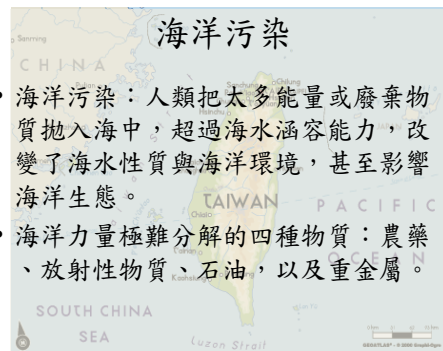 海洋污染
Sanming
CHINA
• 海洋污染：人類把太多能量或廢棄物
質拋入海中，超過海水涵容能力，改
變了海水性質與海洋環境，甚至影響
海洋生態。
TAIWAN
PACIFIC
OCEAN
• 海洋力量極難分解的四種物質：農藥
、放射性物質、石油，以及重金屬。
SOUTH CHINA
SEA
Luzon Strait